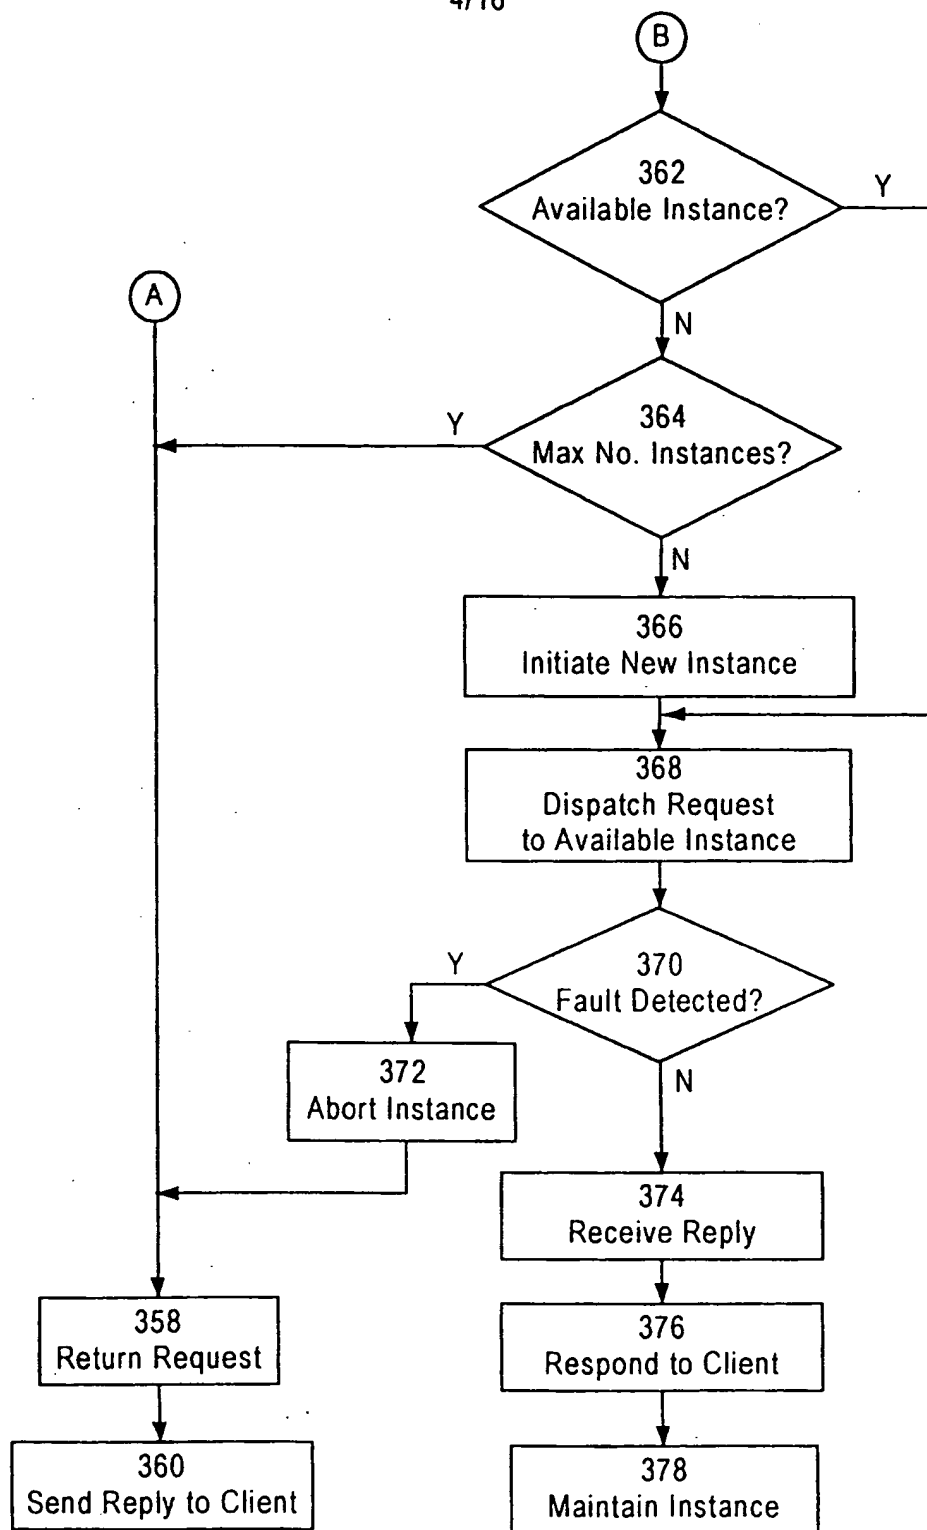 4/16
B
362
Available Instance?
Y
N
A
364
Max No. Instances?
Y
N
366
Initiate New Instance
368
Dispatch Request
to Available Instance
370
Fault Detected?
Y
N
372
Abort Instance
374
Receive Reply
358
Return Request
376
Respond to Client
360
Send Reply to Client
378
Maintain Instance